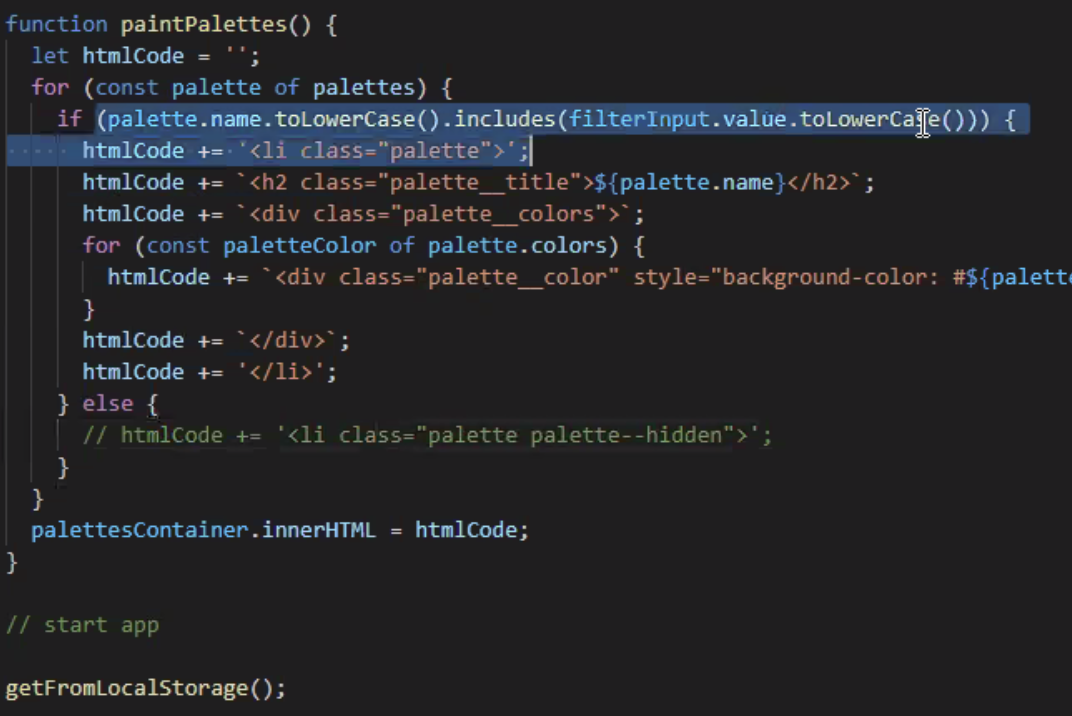 function paintPalettes() {
let htmlCode = '';
for (const palette of palettes) {
if (palette.name.toLowerCase().includes(filterInput.value.toLowerCase())) {
htmlCode += '<li class="palette">';
htmlCode += `<h2 class="palette__title">${palette.name}</h2>`;
htmlCode += `<div class="palette__colors">`;
for (const paletteColor of palette.colors) {
htmlCode += `<div class="palette__color" style="background-color: #${palette
}
htmlCode += `</div>`;
htmlCode += '</li>';
} else {
// htmlCode += '<li class="palette palette--hidden">';
}
}
palettesContainer.innerHTML = htmlCode;
}
// start app
getFromLocalStorage();